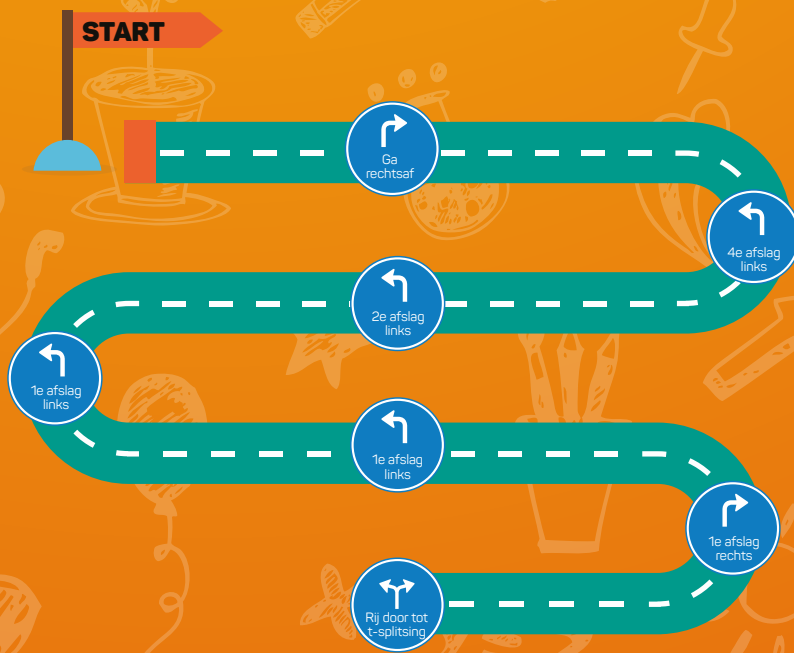 START
Ga
rechtsaf
4e afslag
links
2e afslag
links
1e afslag
links
1e afslag
links
1e afslag
rechts
Rij door tot
t-splitsing